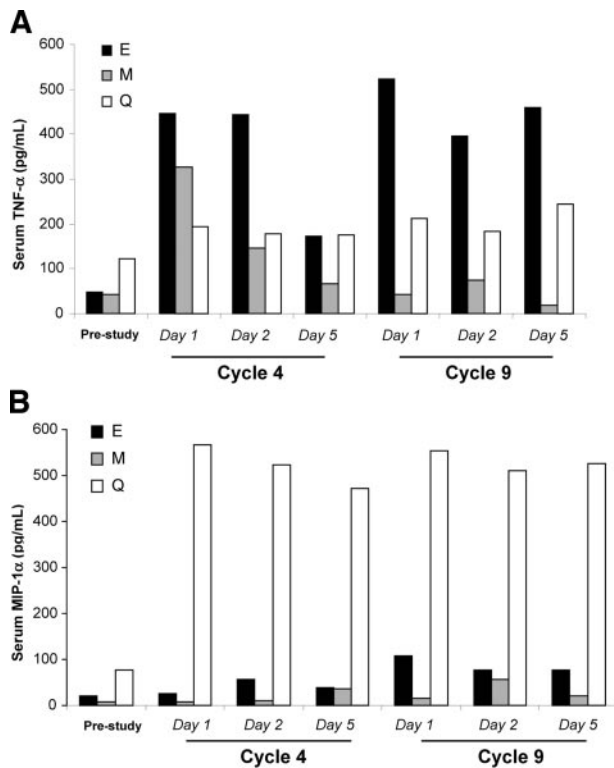 A
Serum TNF-α (pg/mL)
600
500
400
300
200
100
0
E
M
Q
Pre-study Day 1 Day 2 Day 5 Day 1 Day 2 Day 5
Cycle 4 Cycle 9
B
Serum MIP-1α (pg/mL)
600
500
400
300
200
100
0
E
M
Q
Pre-study Day 1 Day 2 Day 5 Day 1 Day 2 Day 5
Cycle 4 Cycle 9